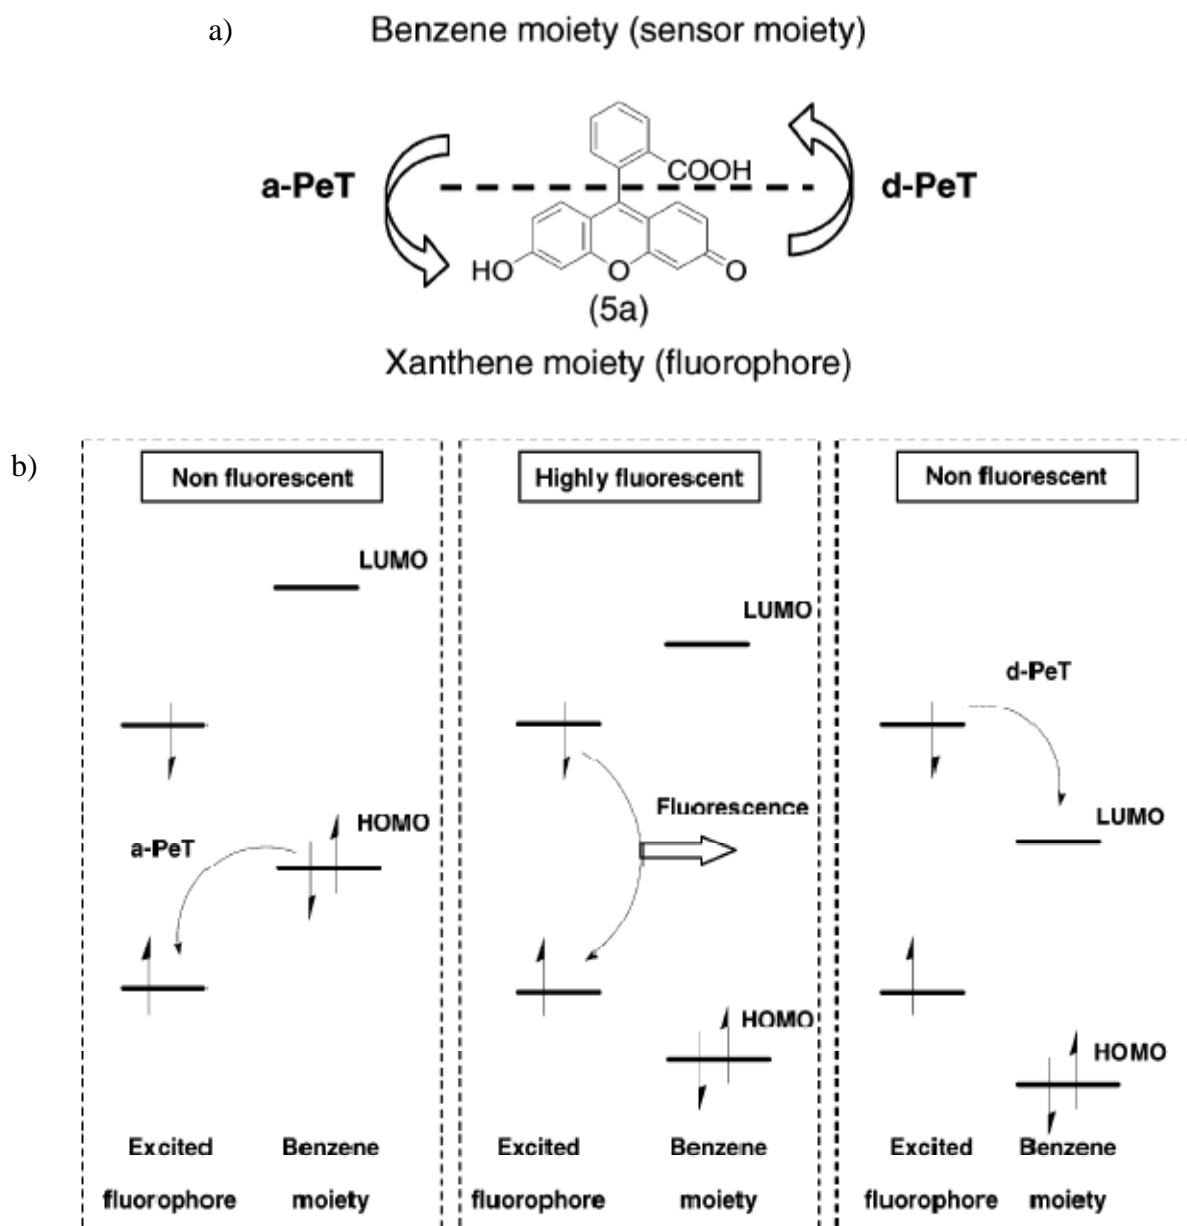 a) Benzene moiety (sensor moiety)
COOH
a-PeT d-PeT
HO O O
(5a)
Xanthene moiety (fluorophore)
b)
Non fluorescent
LUMO
HOMO
a-PeT
Excited Benzene
fluorophore moiety
Highly fluorescent
LUMO
Fluorescence
HOMO
Excited Benzene
fluorophore moiety
Non fluorescent
d-PeT
LUMO
HOMO
Excited Benzene
fluorophore moiety